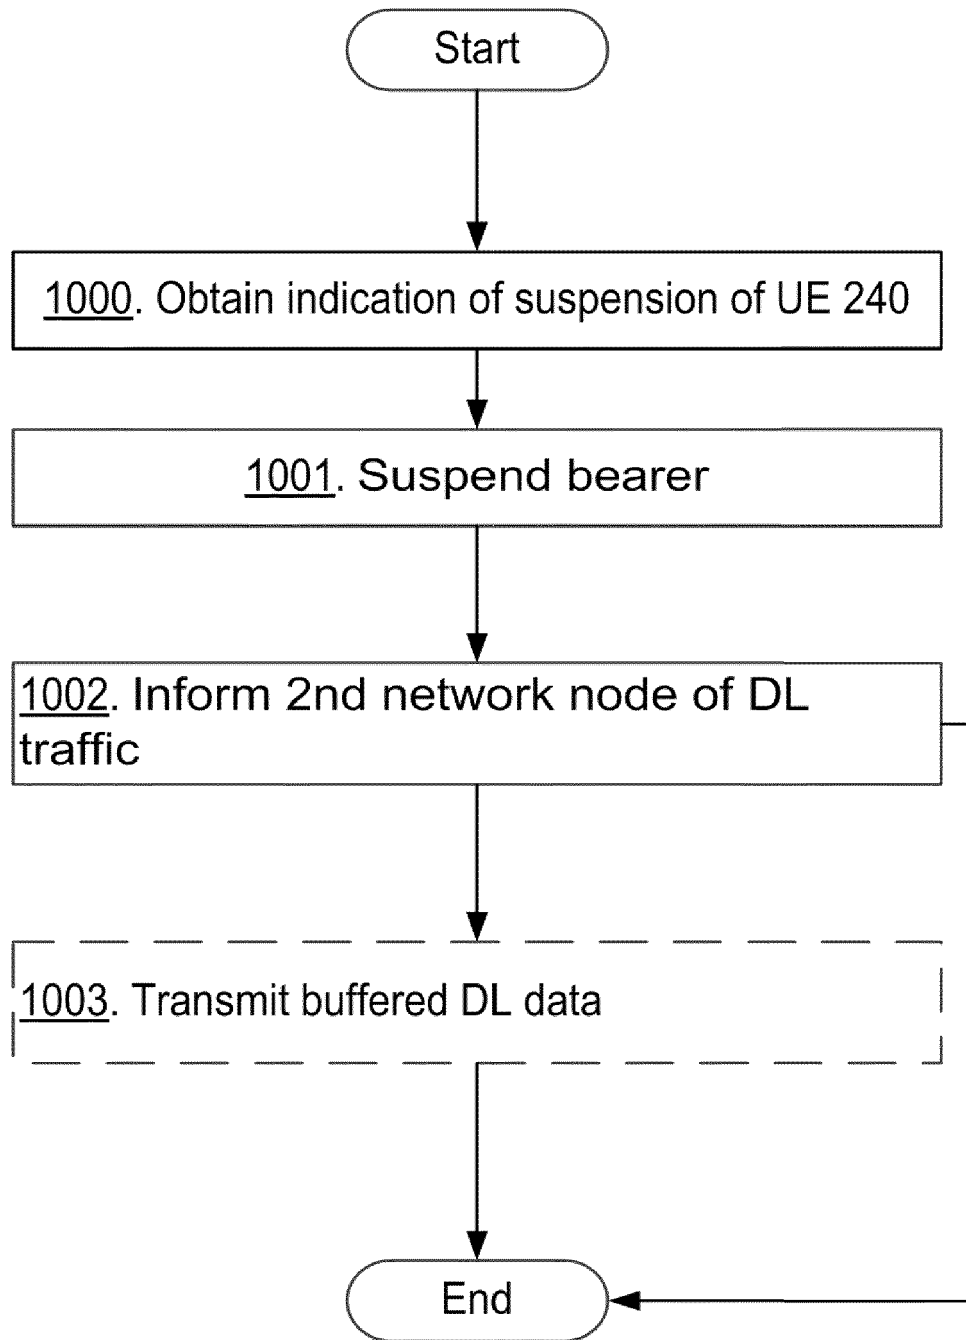 Start
1000. Obtain indication of suspension of UE 240
1001. Suspend bearer
1002. Inform 2nd network node of DL
traffic
1003. Transmit buffered DL data
End